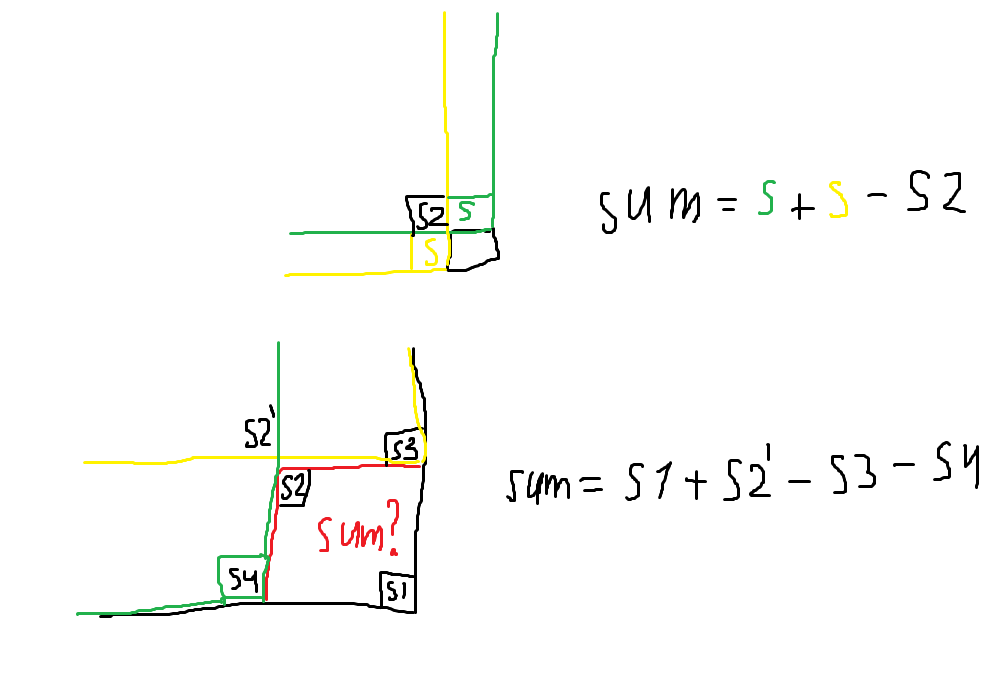 S2 S
S
sum = S + S - S2
S2'
S3
S2
sum?
S4
S1
sum = S1 + S2' - S3 - S4